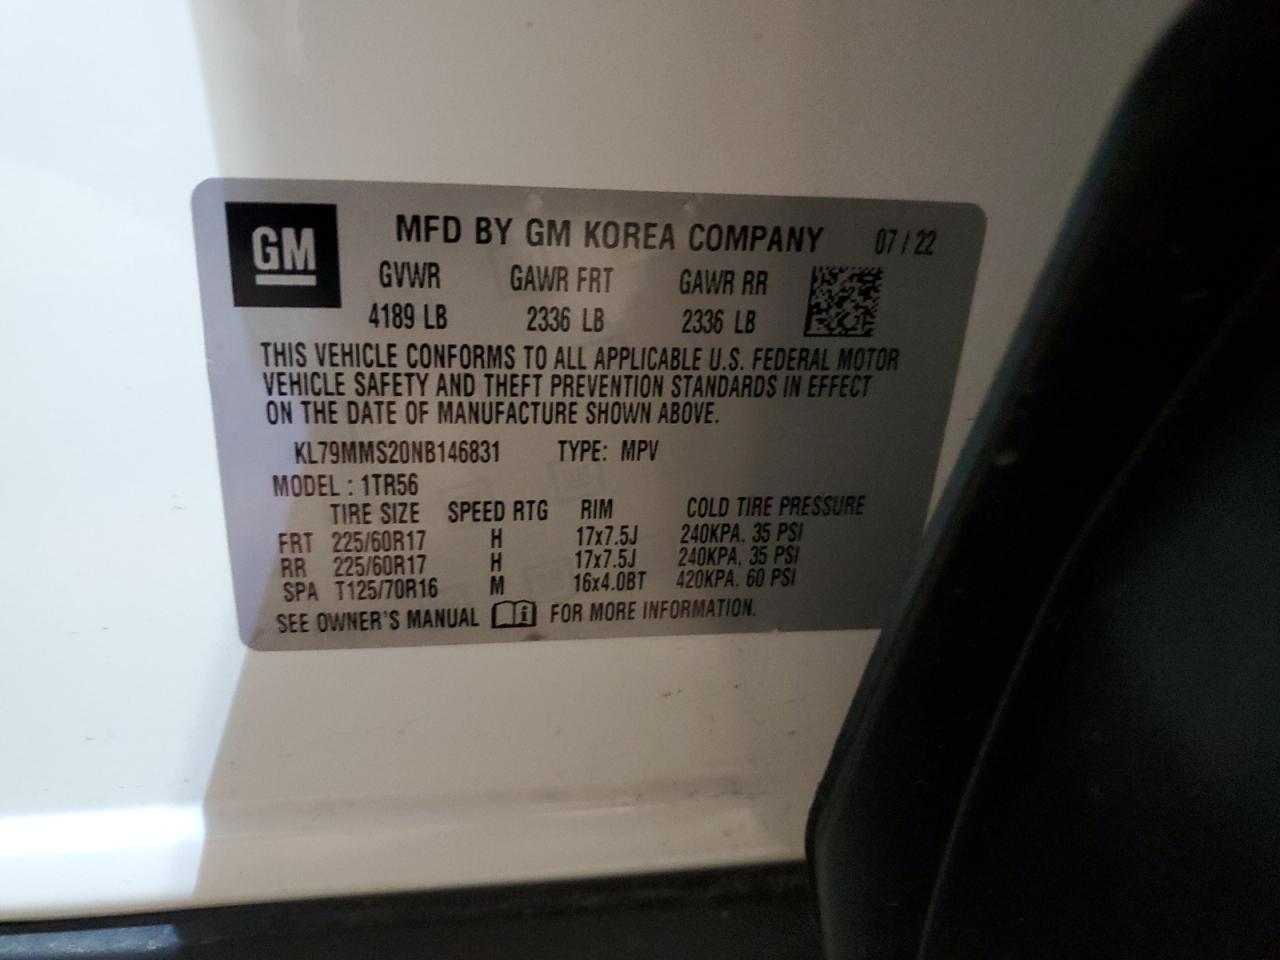 GM
MFD BY GM KOREA COMPANY 07 / 22
GVWR GAWR FRT GAWR RR
4189 LB 2336 LB 2336 LB
THIS VEHICLE CONFORMS TO ALL APPLICABLE U.S. FEDERAL MOTOR
VEHICLE SAFETY AND THEFT PREVENTION STANDARDS IN EFFECT
ON THE DATE OF MANUFACTURE SHOWN ABOVE.
KL79MMS20NB146831 TYPE: MPV
MODEL : 1TR56
TIRE SIZE SPEED RTG RIM COLD TIRE PRESSURE
FRT 225/60R17 H 17x7.5J 240KPA, 35 PSI
RR 225/60R17 H 17x7.5J 240KPA, 35 PSI
SPA T125/70R16 M 16x4.0BT 420KPA, 60 PSI
SEE OWNER'S MANUAL FOR MORE INFORMATION.